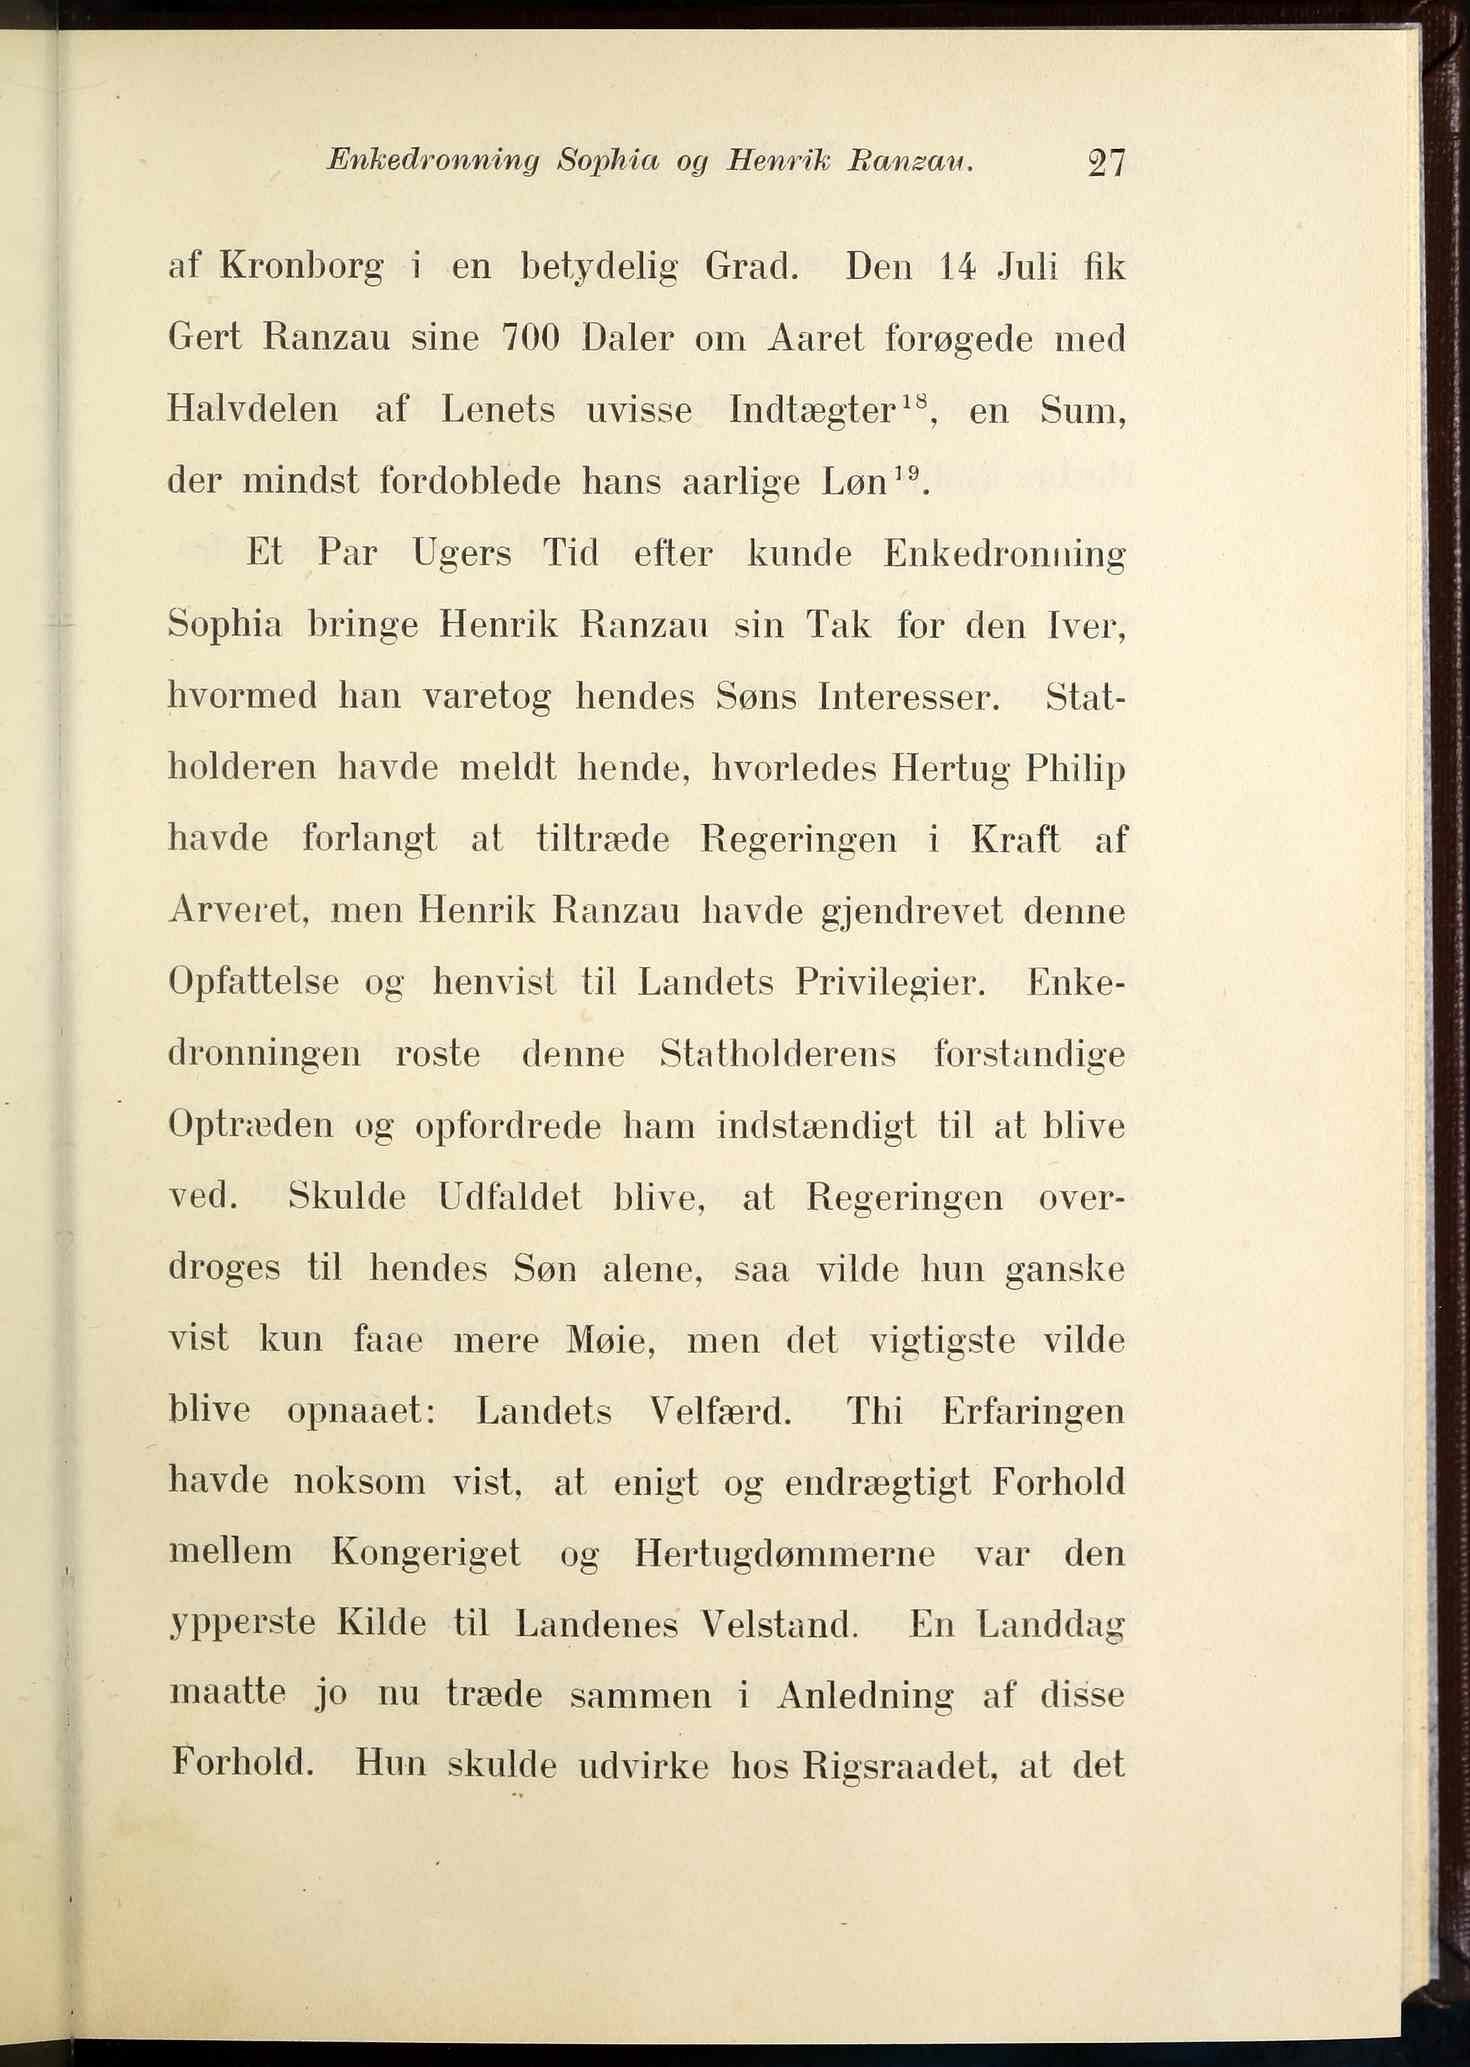 Enkedronning Sophia og Henrik Ranzau. 27
af Kronborg i en betydelig Grad. Den 14 Juli fik
Gert Ranzau sine 700 Daler om Aaret forøgede med
Halvdelen af Lenets uvisse Indtægter¹⁸, en Sum,
der mindst fordoblede hans aarlige Løn¹⁹.
Et Par Ugers Tid efter kunde Enkedronning
Sophia bringe Henrik Ranzau sin Tak for den Iver,
hvormed han varetog hendes Søns Interesser. Stat-
holderen havde meldt hende, hvorledes Hertug Philip
havde forlangt at tiltræde Regeringen i Kraft af
Arveret, men Henrik Ranzau havde gjendrevet denne
Opfattelse og henvist til Landets Privilegier. Enke-
dronningen roste denne Statholderens forstandige
Optræden og opfordrede ham indstændigt til at blive
ved. Skulde Udfaldet blive, at Regeringen over-
droges til hendes Søn alene, saa vilde hun ganske
vist kun faae mere Møie, men det vigtigste vilde
blive opnaaet: Landets Velfærd. Thi Erfaringen
havde noksom vist, at enigt og endrægtigt Forhold
mellem Kongeriget og Hertugdømmerne var den
ypperste Kilde til Landenes Velstand. En Landdag
maatte jo nu træde sammen i Anledning af disse
Forhold. Hun skulde udvirke hos Rigsraadet, at det